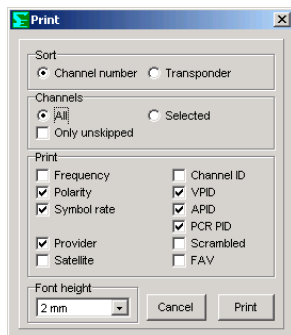 Print
Sort
Channel number Transponder
Channels
All Selected
Only unskipped
Print
Frequency Channel ID
Polarity VPID
Symbol rate APID
PCR PID
Provider Scrambled
Satellite FAV
Font height
2 mm Cancel Print